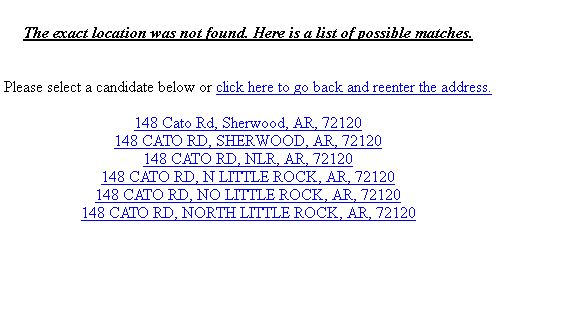 The exact location was not found. Here is a list of possible matches.
Please select a candidate below or click here to go back and reenter the address.
148 Cato Rd, Sherwood, AR, 72120
148 CATO RD, SHERWOOD, AR, 72120
148 CATO RD, NLR, AR, 72120
148 CATO RD, N LITTLE ROCK, AR, 72120
148 CATO RD, NO LITTLE ROCK, AR, 72120
148 CATO RD, NORTH LITTLE ROCK, AR, 72120